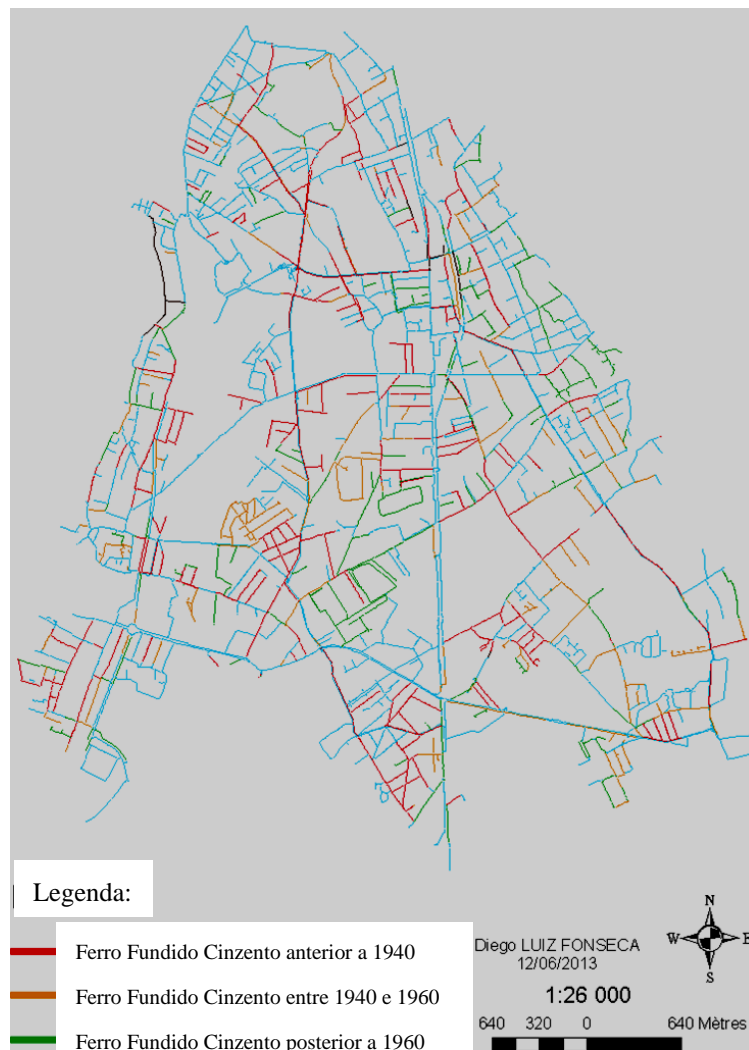 Legenda:
Ferro Fundido Cinzento anterior a 1940
Ferro Fundido Cinzento entre 1940 e 1960
Ferro Fundido Cinzento posterior a 1960
N
W E
S
Diego LUIZ FONSECA
12/06/2013
1:26 000
640 320 0 640 Mètres